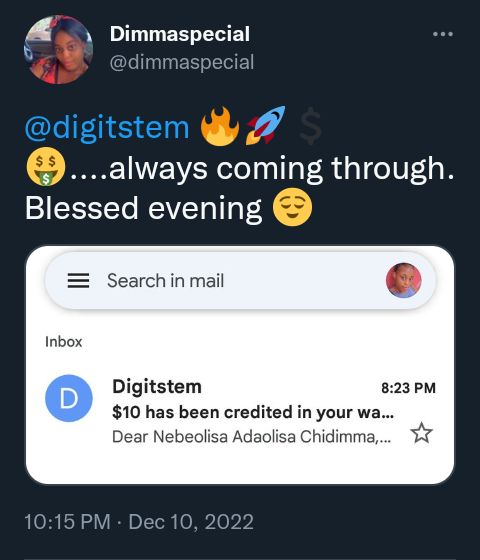 Dimmaspecial
@dimmaspecial
@digitstem 🔥🚀💲
🤑....always coming through.
Blessed evening 😌
Search in mail
Inbox
D
Digitstem
8:23 PM
$10 has been credited in your wa...
Dear Nebeolisa Adaolisa Chidimma,...
10:15 PM · Dec 10, 2022